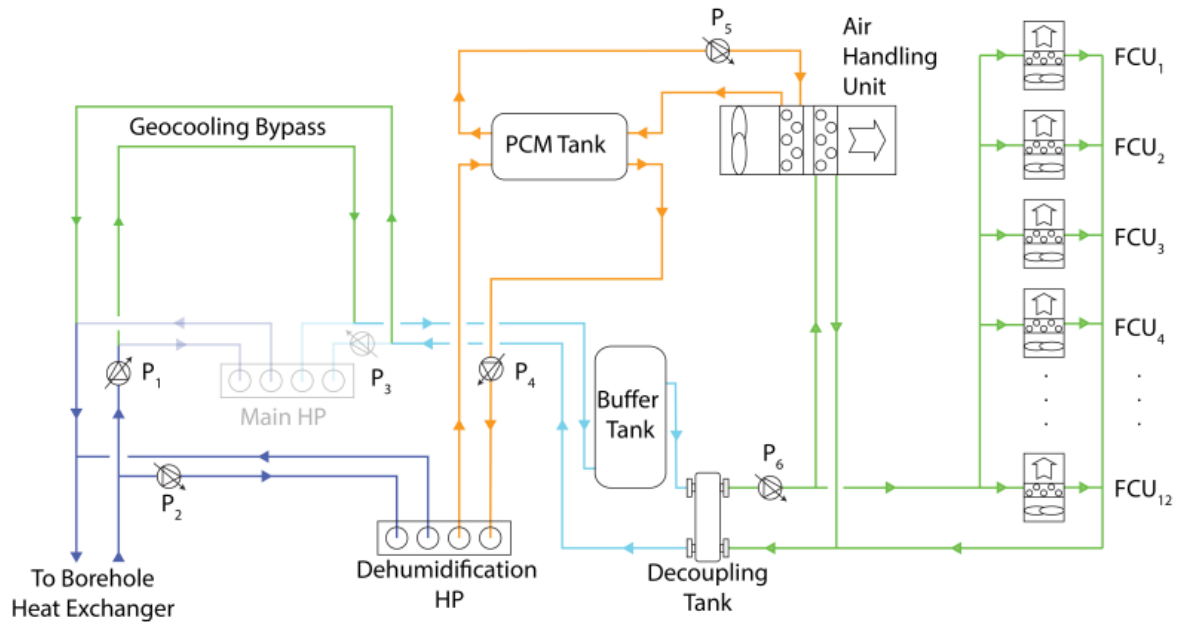 P5
Air
Handling
Unit
FCU1
Geocooling Bypass
PCM Tank
FCU2
FCU3
FCU4
P1
P3
P4
Main HP
Buffer
Tank
P6
P2
FCU12
To Borehole
Heat Exchanger
Dehumidification
HP
Decoupling
Tank